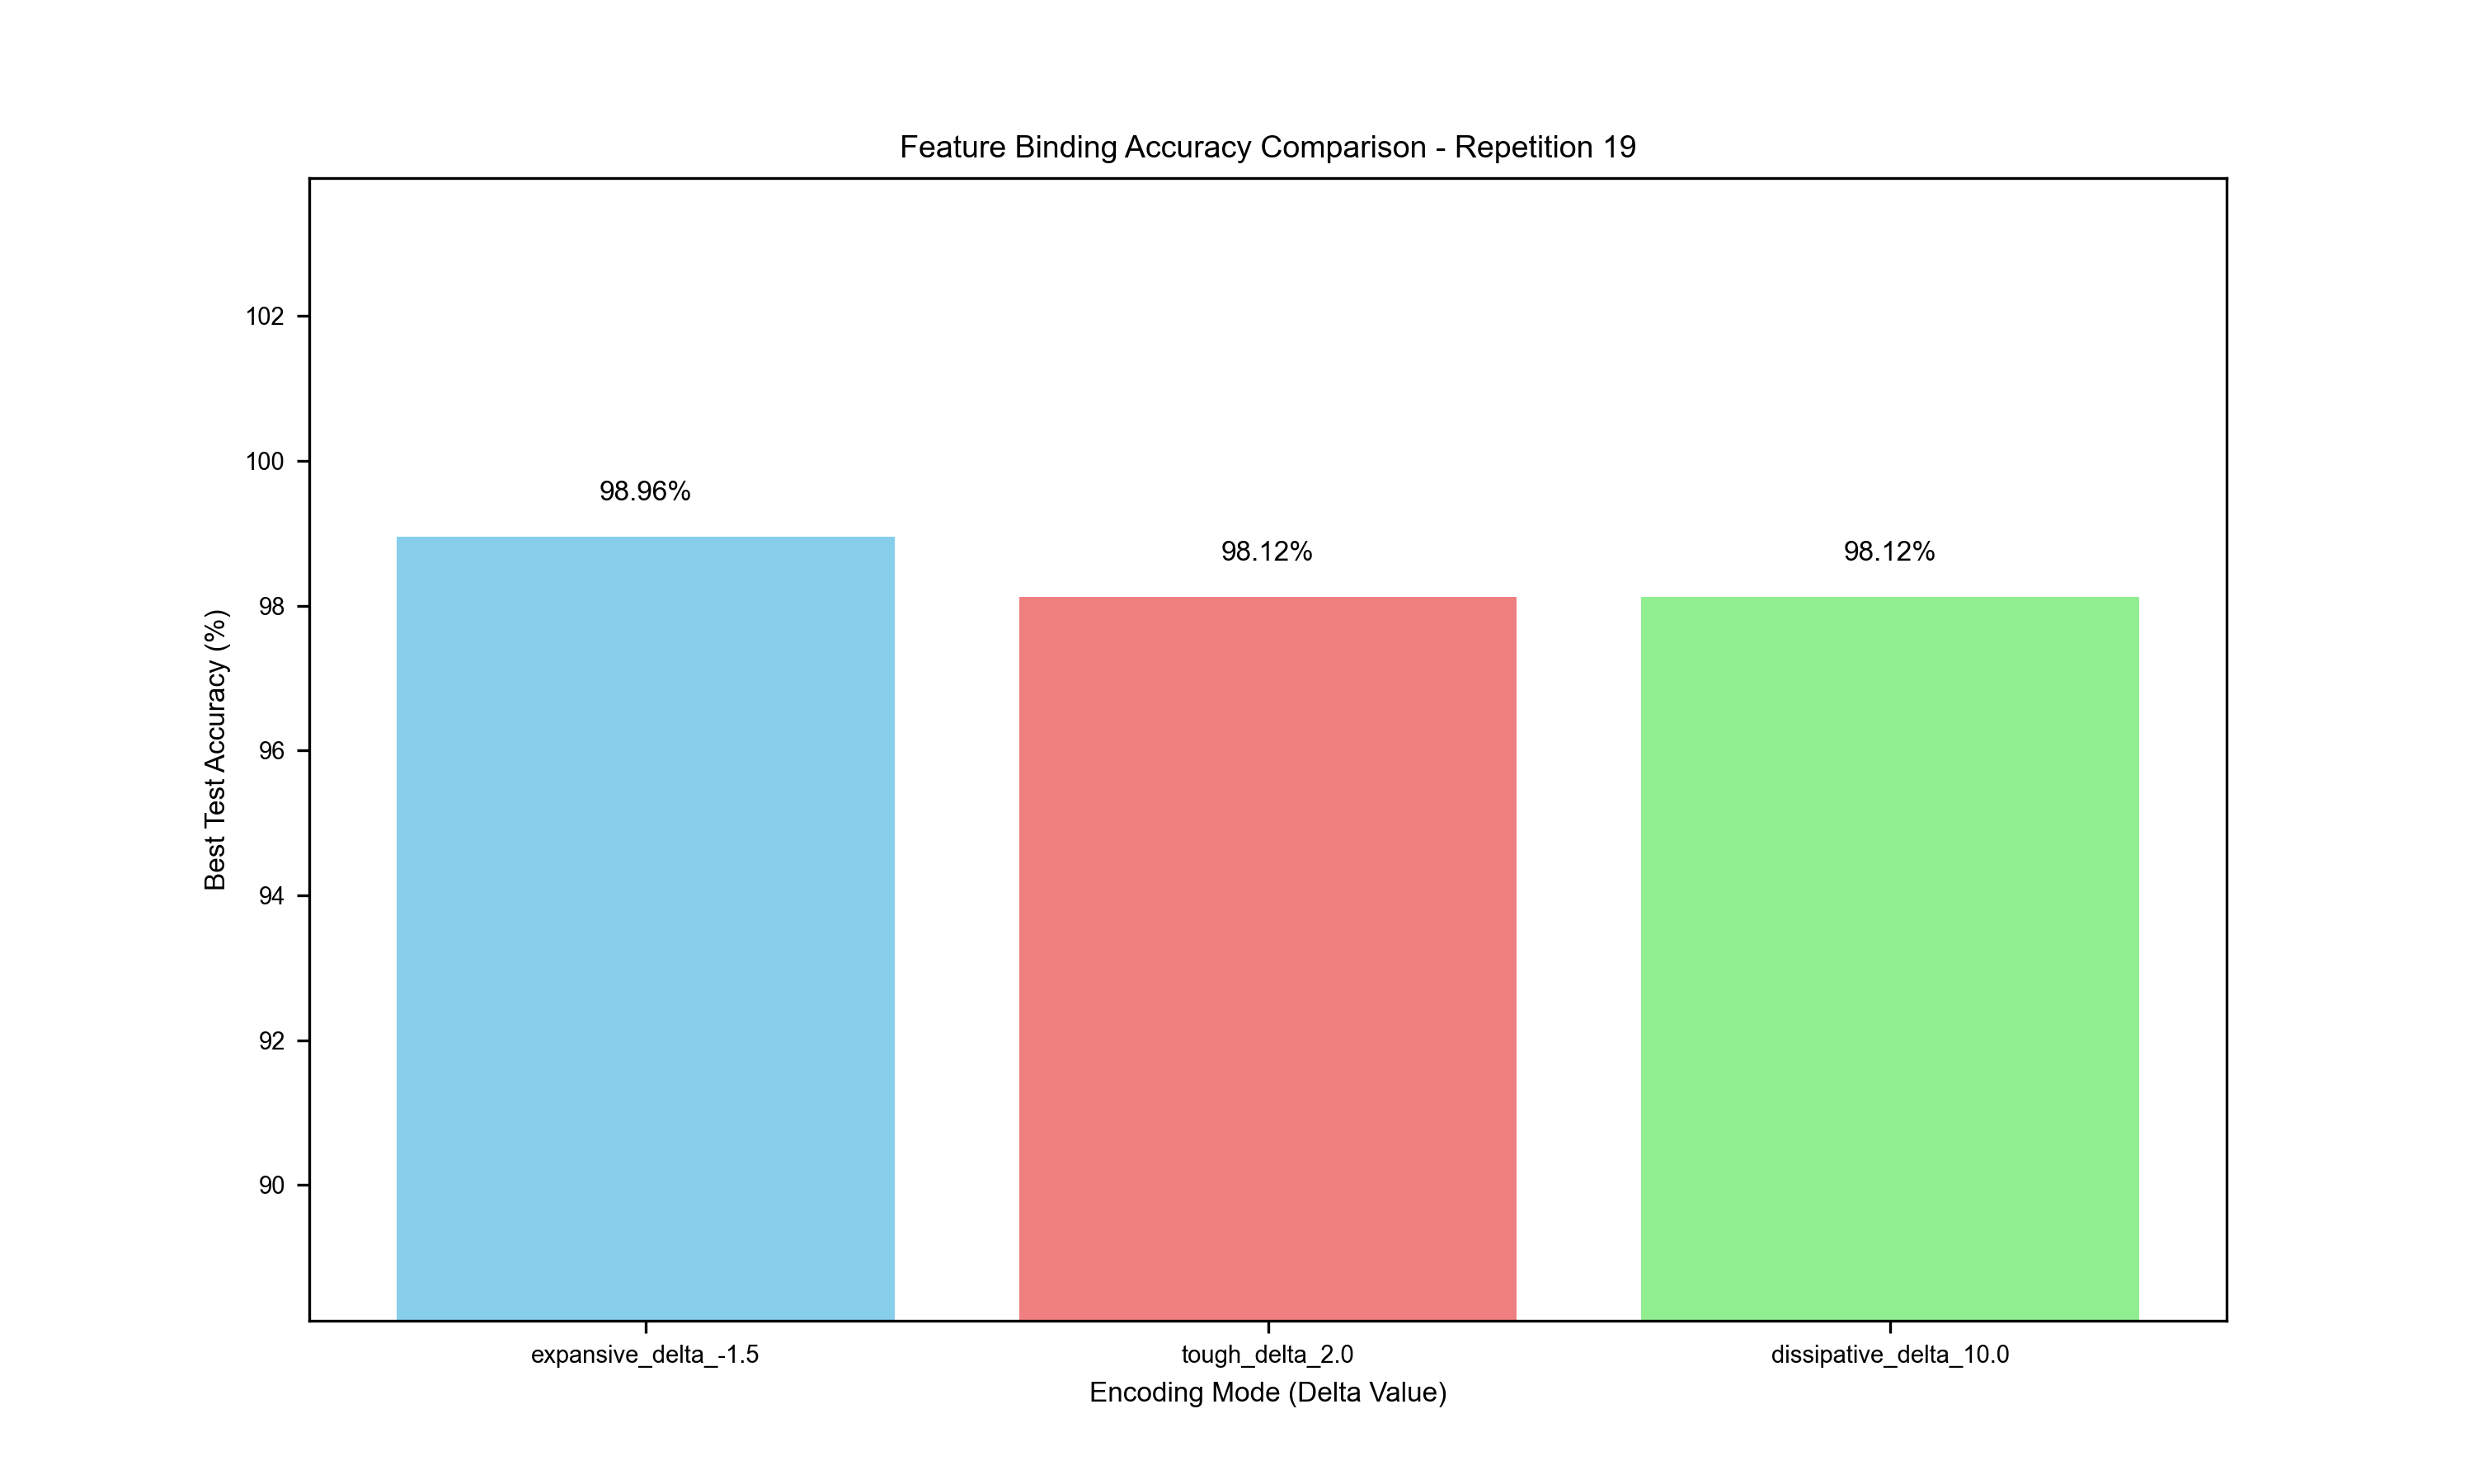 Feature Binding Accuracy Comparison - Repetition 19
102
100
98
96
94
92
90
Best Test Accuracy (%)
98.96%
98.12%
98.12%
expansive_delta_-1.5
tough_delta_2.0
dissipative_delta_10.0
Encoding Mode (Delta Value)